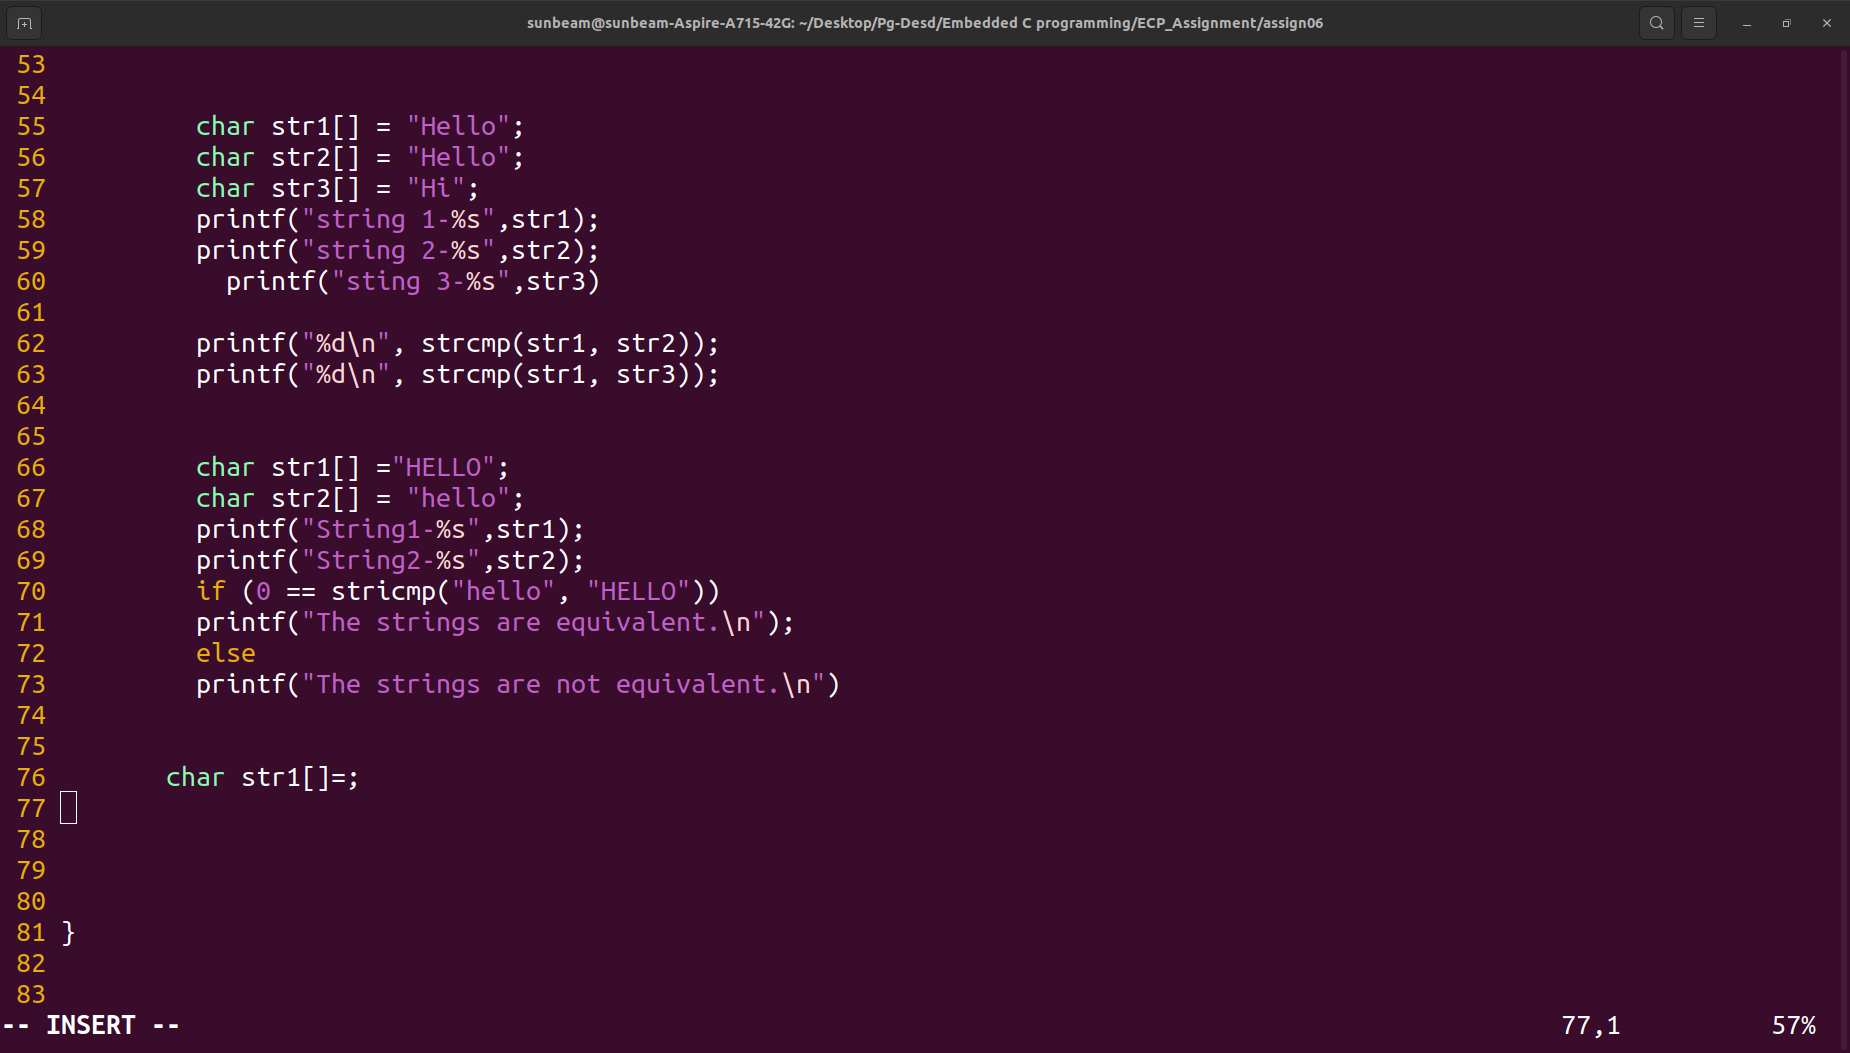 sunbeam@sunbeam-Aspire-A715-42G: ~/Desktop/Pg-Desd/Embedded C programming/ECP_Assignment/assign06
53
54
55 char str1[] = "Hello";
56 char str2[] = "Hello";
57 char str3[] = "Hi";
58 printf("string 1-%s",str1);
59 printf("string 2-%s",str2);
60 printf("sting 3-%s",str3)
61
62 printf("%d\n", strcmp(str1, str2));
63 printf("%d\n", strcmp(str1, str3));
64
65
66 char str1[] ="HELLO";
67 char str2[] = "hello";
68 printf("String1-%s",str1);
69 printf("String2-%s",str2);
70 if (0 == stricmp("hello", "HELLO"))
71 printf("The strings are equivalent.\n");
72 else
73 printf("The strings are not equivalent.\n")
74
75
76 char str1[]=;
77
78
79
80
81 }
82
83
-- INSERT -- 77,1 57%